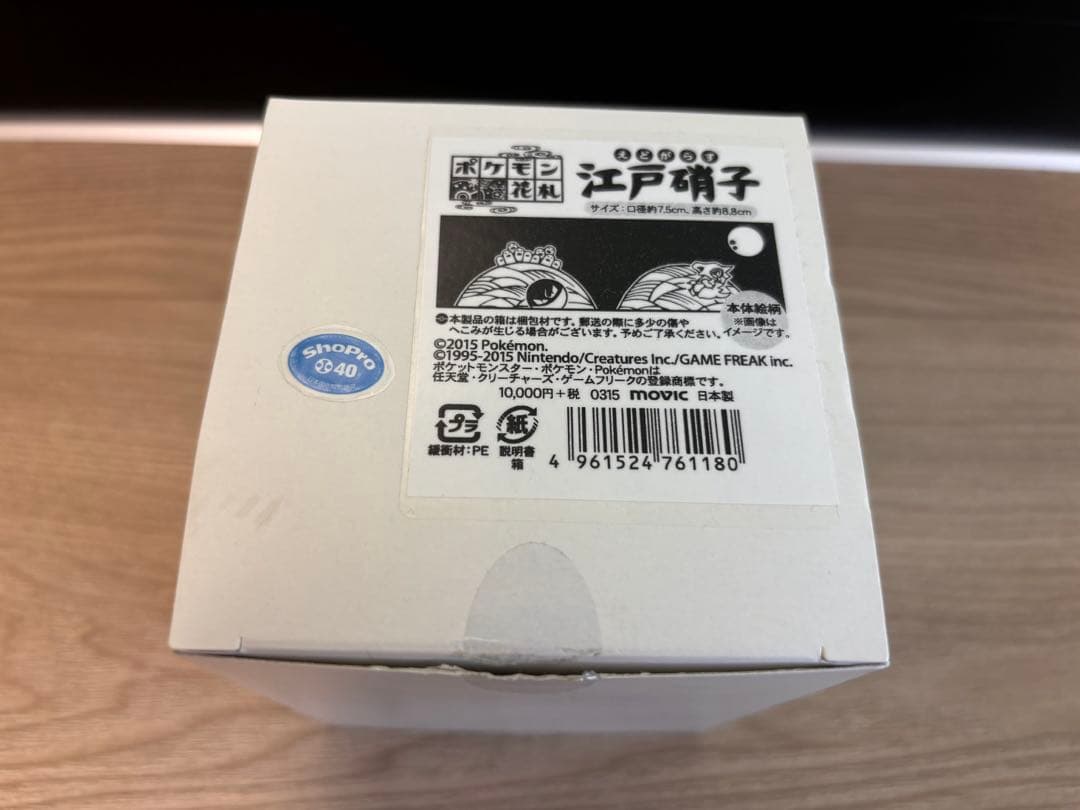 ポケモン
花札
えどがらす
江戸硝子
サイズ:口径約7.5cm、高さ約8.8cm
本体絵柄
※画像は
イメージです。
㊟本製品の箱は梱包材です。郵送の際に多少の傷や
へこみが生じる場合がございます。予めご了承ください。
©2015 Pokémon.
©1995-2015 Nintendo/Creatures Inc./GAME FREAK inc.
ポケットモンスター・ポケモン・Pokémonは
任天堂・クリーチャーズ・ゲームフリークの登録商標です。
10,000円+税 0315 movic 日本製
プラ
緩衝材:PE
紙
説明書
箱
4 961524 761180
ShoPro
40